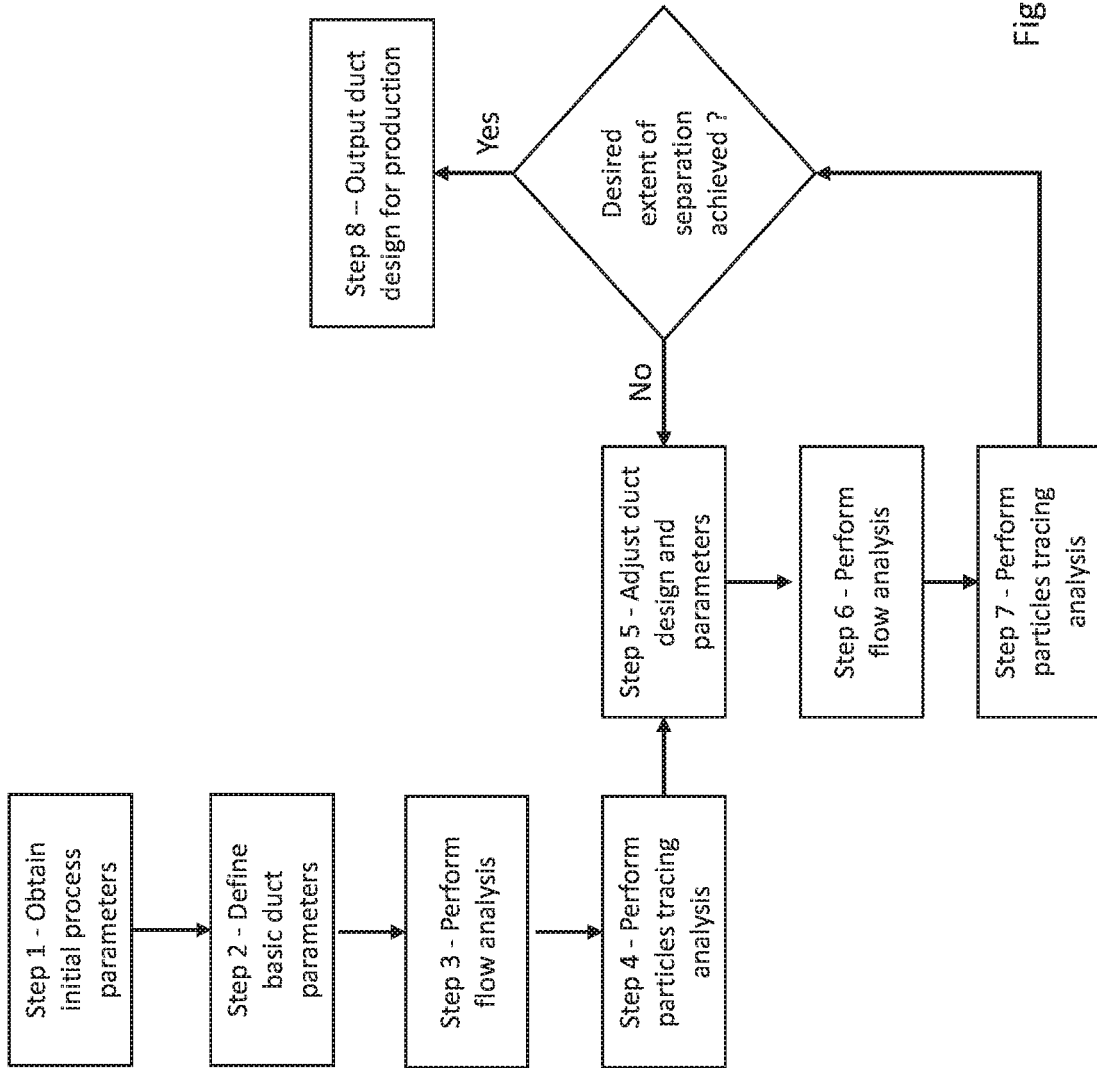 Step 1 - Obtain
initial process
parameters
Step 2 - Define
basic duct
parameters
Step 3 - Perform
flow analysis
Step 4 - Perform
particles tracing
analysis
Step 5 - Adjust duct
design and
parameters
Step 6 - Perform
flow analysis
Step 7 - Perform
particles tracing
analysis
No
Desired
extent of
separation
achieved ?
Yes
Step 8 – Output duct
design for production
Fig